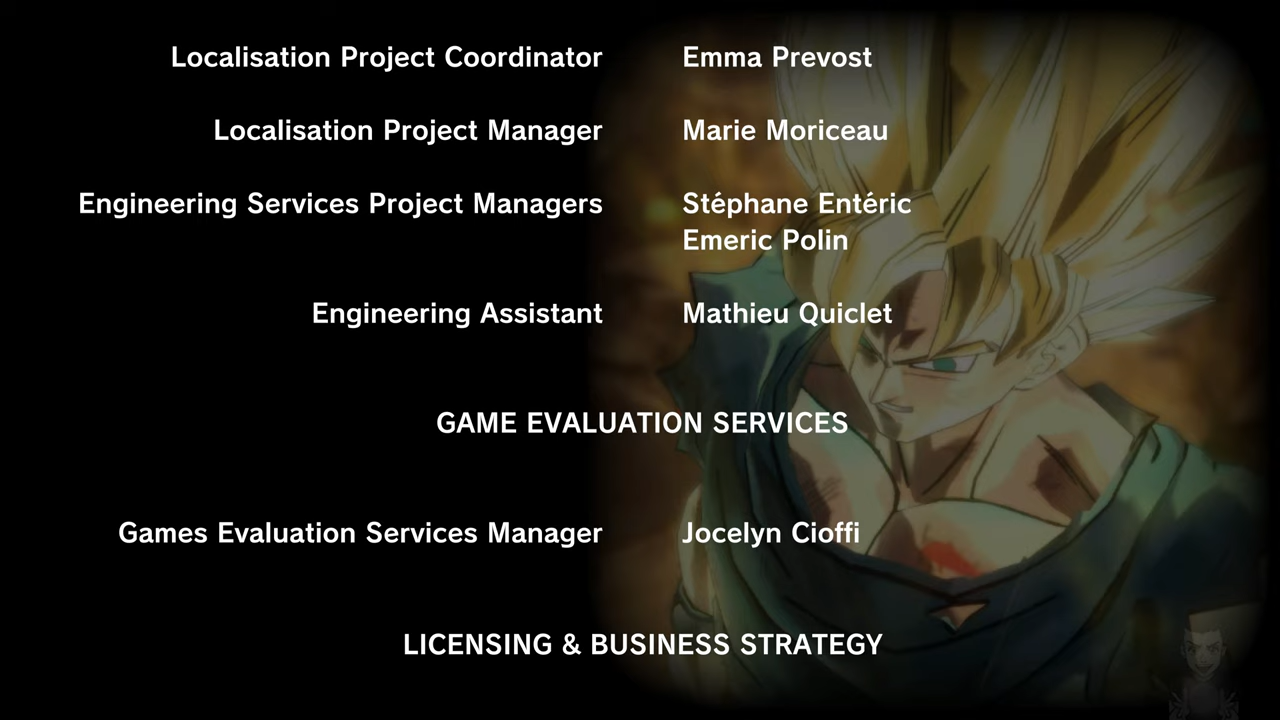 Localisation Project Coordinator Emma Prevost
Localisation Project Manager Marie Moriceau
Engineering Services Project Managers Stéphane Entéric
Emeric Polin
Engineering Assistant Mathieu Quiclet
GAME EVALUATION SERVICES
Games Evaluation Services Manager Jocelyn Cioffi
LICENSING & BUSINESS STRATEGY